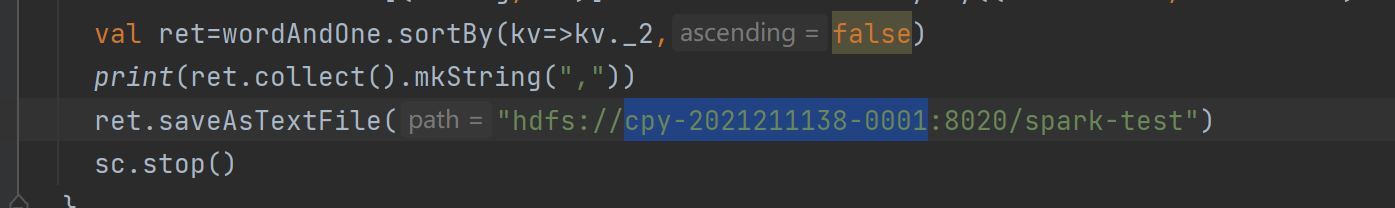 val ret=wordAndOne.sortBy(kv=>kv._2, ascending = false)
print(ret.collect().mkString(","))
ret.saveAsTextFile( path = "hdfs://cpy-2021211138-0001:8020/spark-test")
sc.stop()
}